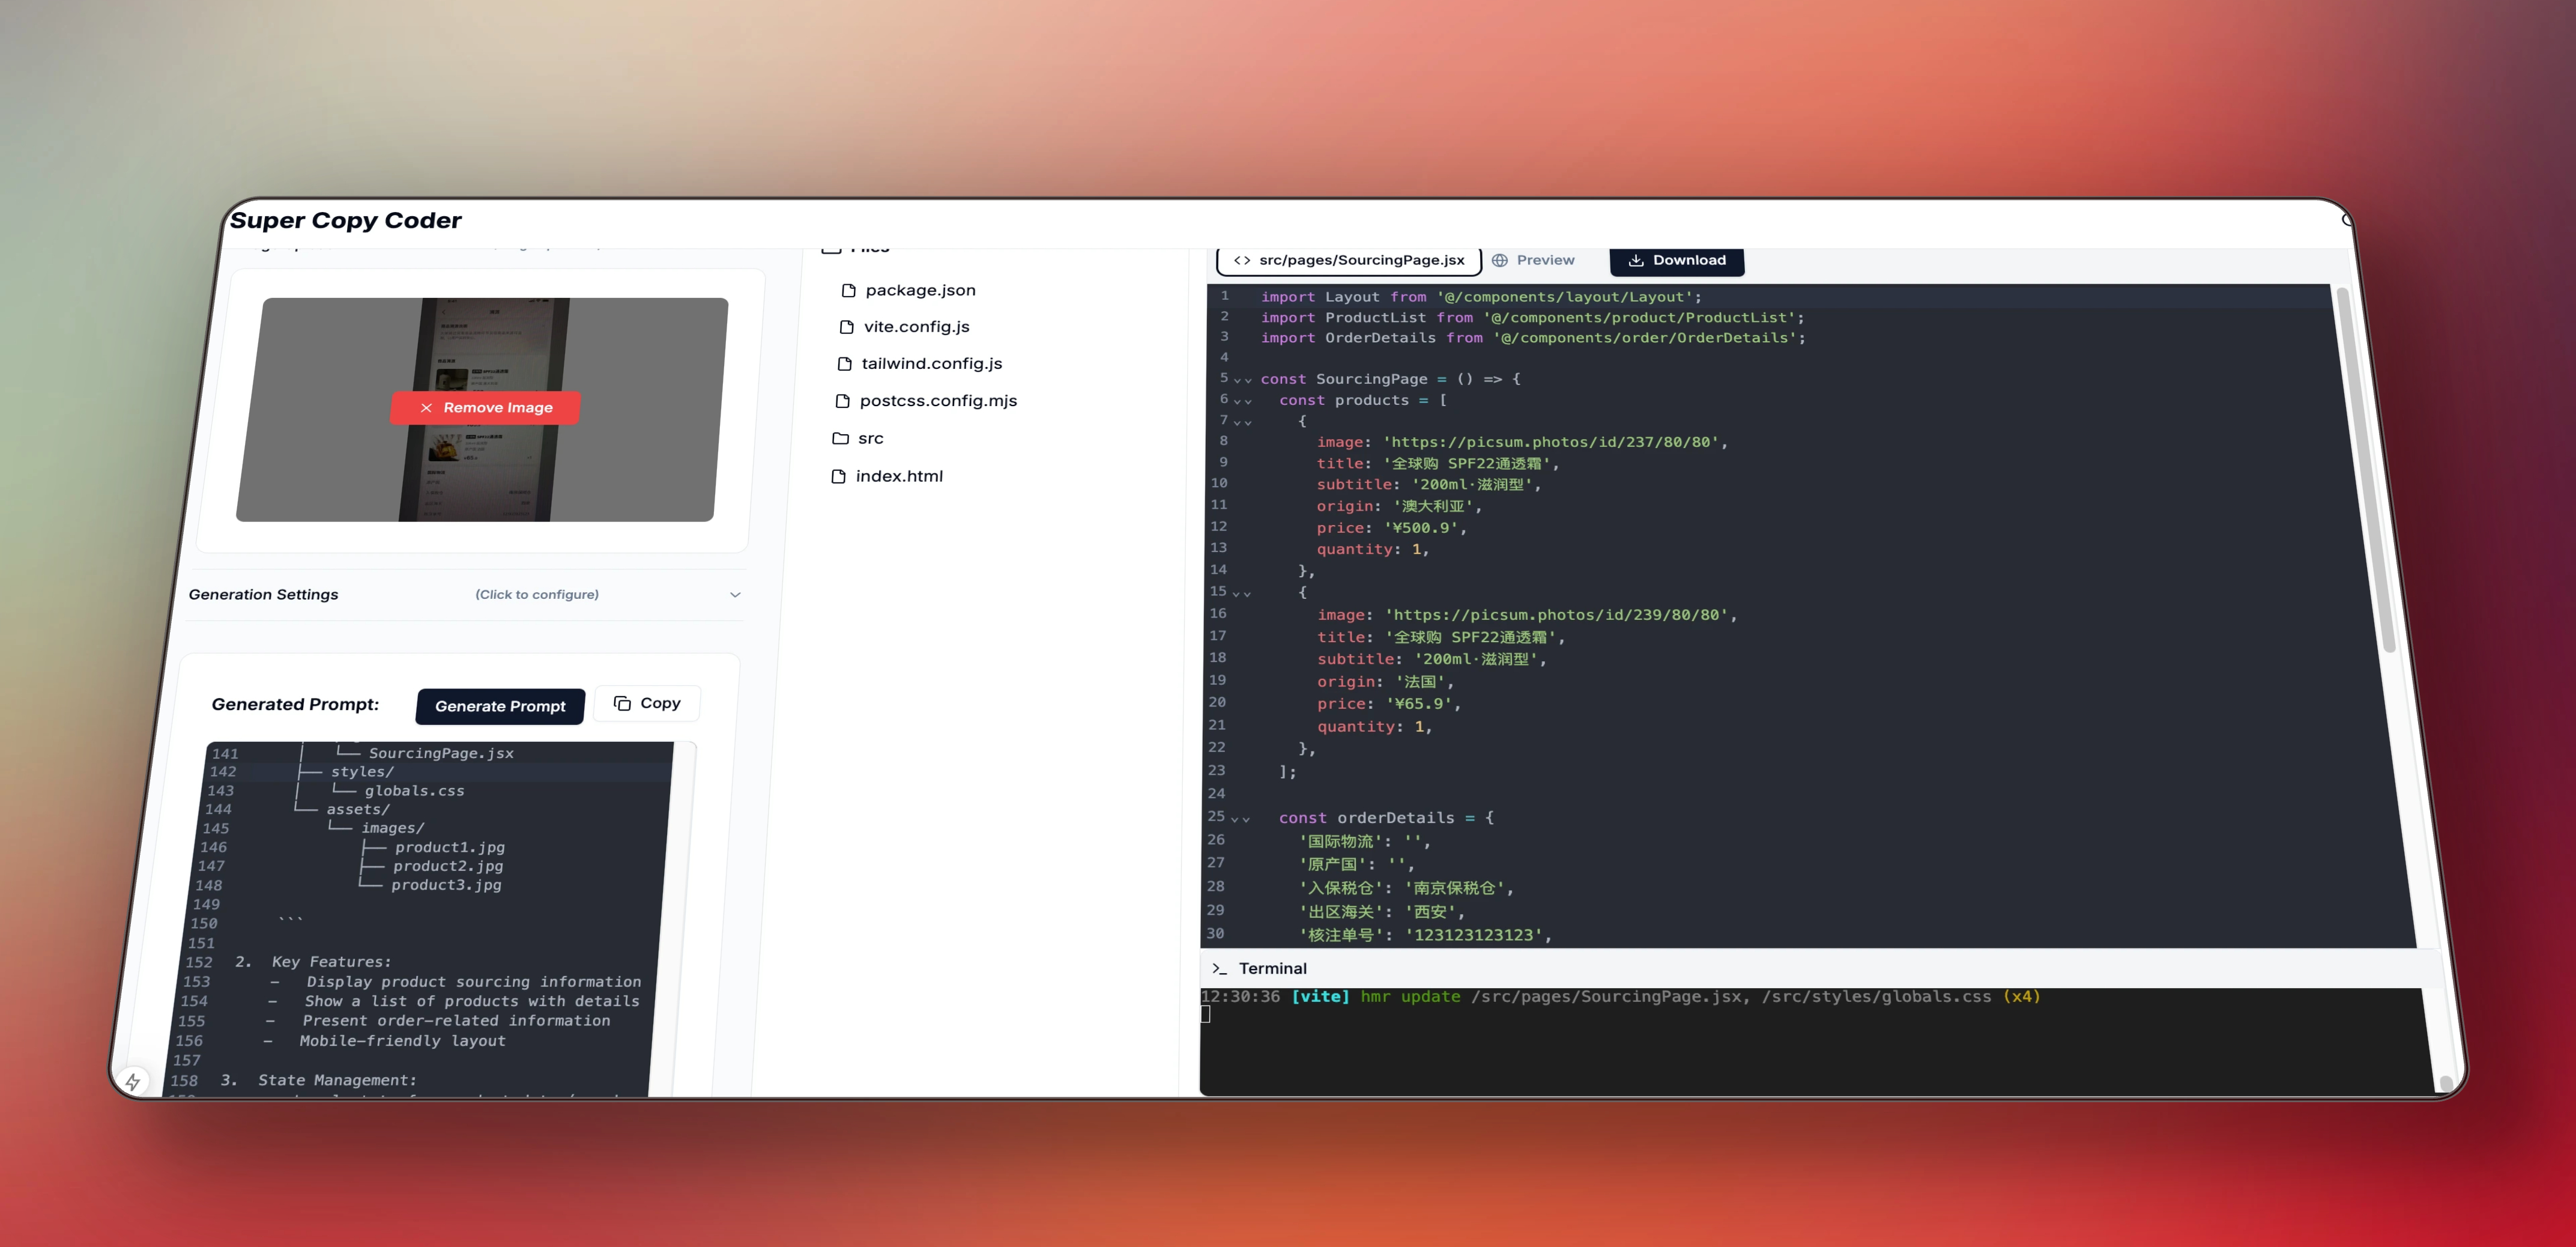 Super Copy Coder
Remove Image
Generation Settings
(Click to configure)
Generated Prompt:
Generate Prompt
Copy
141 │ └── SourcingPage.jsx
142 ├── styles/
143 │ └── globals.css
144 └── assets/
145 └── images/
146 ├── product1.jpg
147 ├── product2.jpg
148 └── product3.jpg
149
150 ```
151
152 2. Key Features:
153 - Display product sourcing information
154 - Show a list of products with details
155 - Present order-related information
156 - Mobile-friendly layout
157
158 3. State Management:
Files
package.json
vite.config.js
tailwind.config.js
postcss.config.mjs
src
index.html
<> src/pages/SourcingPage.jsx
Preview
Download
1 import Layout from '@/components/layout/Layout';
2 import ProductList from '@/components/product/ProductList';
3 import OrderDetails from '@/components/order/OrderDetails';
4
5 const SourcingPage = () => {
6 const products = [
7 {
8 image: 'https://picsum.photos/id/237/80/80',
9 title: '全球购 SPF22通透霜',
10 subtitle: '200ml·滋润型',
11 origin: '澳大利亚',
12 price: '¥500.9',
13 quantity: 1,
14 },
15 {
16 image: 'https://picsum.photos/id/239/80/80',
17 title: '全球购 SPF22通透霜',
18 subtitle: '200ml·滋润型',
19 origin: '法国',
20 price: '¥65.9',
21 quantity: 1,
22 },
23 ];
24
25 const orderDetails = {
26 '国际物流': '',
27 '原产国': '',
28 '入保税仓': '南京保税仓',
29 '出区海关': '西安',
30 '核注单号': '123123123123',
>_ Terminal
12:30:36 [vite] hmr update /src/pages/SourcingPage.jsx, /src/styles/globals.css (x4)